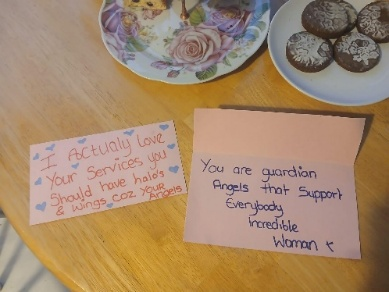 I Actualy love
Your Services you
Should have halo's
& wings coz your
Angels
You are guardian
Angels that Support
Everybody
incredible
Woman x